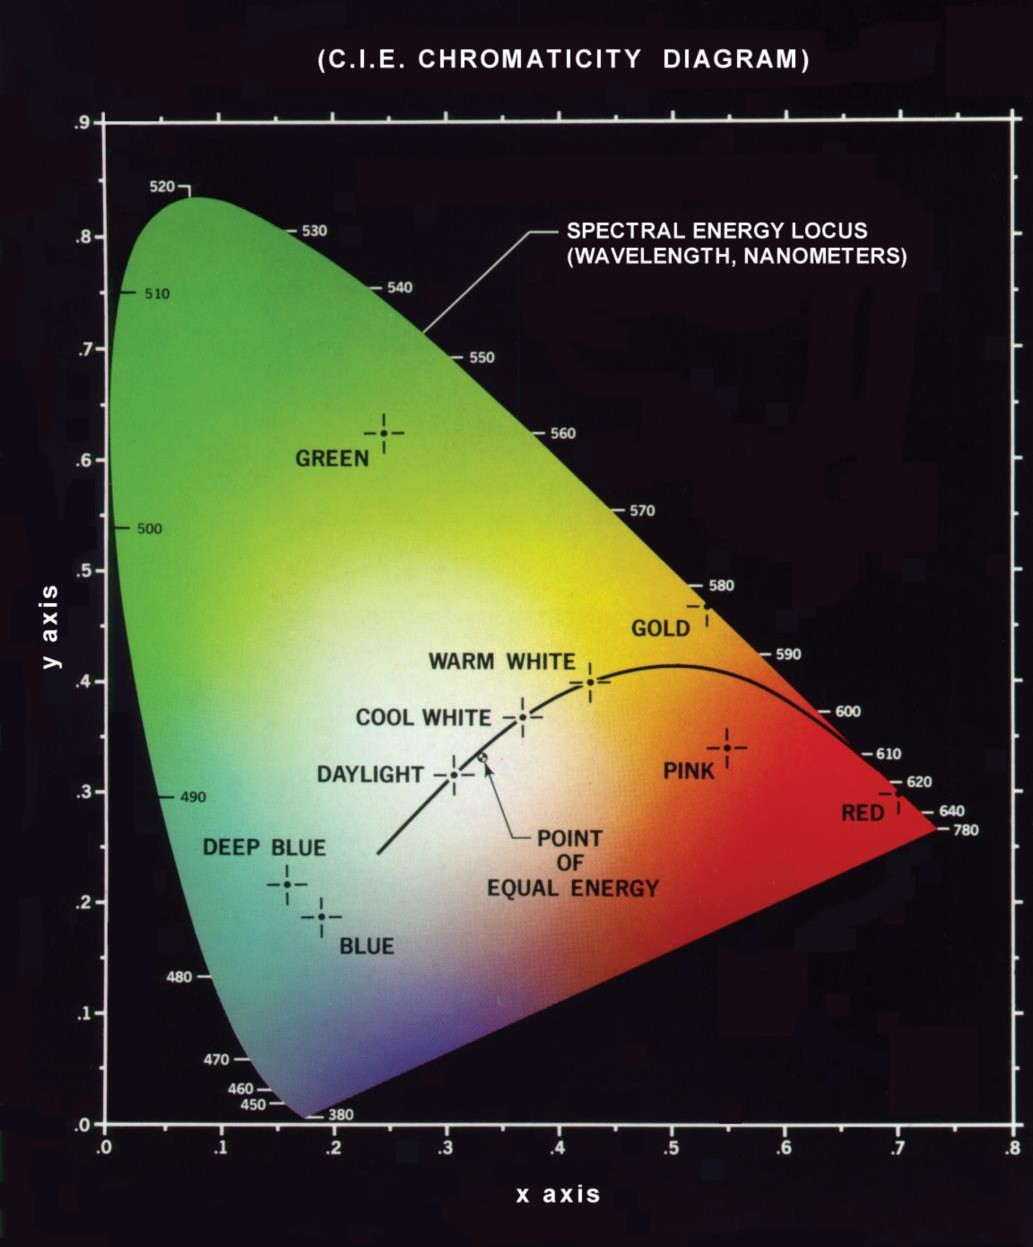 (C.I.E. CHROMATICITY DIAGRAM)
.9
520
.8
530
SPECTRAL ENERGY LOCUS
(WAVELENGTH, NANOMETERS)
510
540
.7
550
560
.6
GREEN
500
570
.5
580
y axis
GOLD
590
WARM WHITE
.4
COOL WHITE
600
610
DAYLIGHT
PINK
620
.3
490
RED
640
780
POINT
OF
EQUAL ENERGY
DEEP BLUE
.2
BLUE
480
.1
470
460
450
380
.0
.0 .1 .2 .3 .4 .5 .6 .7 .8
x axis